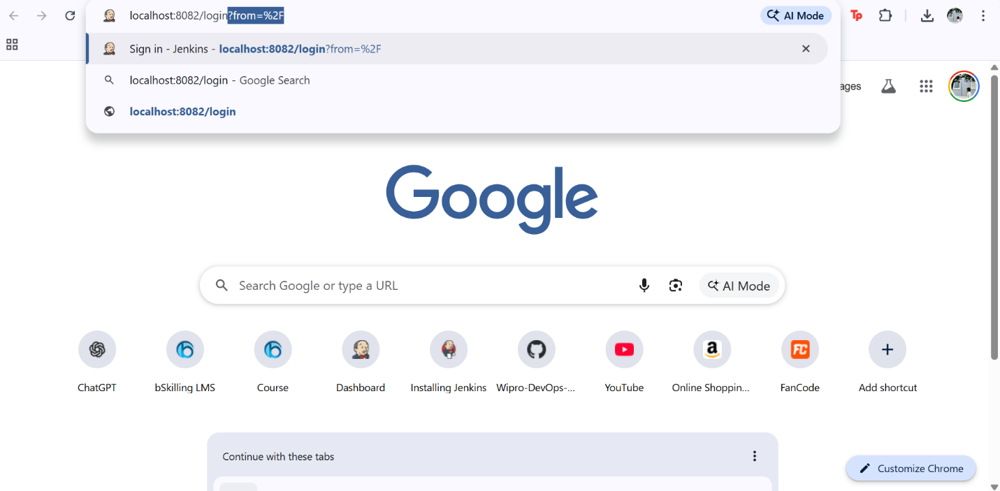 localhost:8082/login?from=%2F
AI Mode
Tp
Sign in - Jenkins - localhost:8082/login?from=%2F
localhost:8082/login - Google Search
localhost:8082/login
ages
Google
Search Google or type a URL
AI Mode
a
FC
ChatGPT
bSkilling LMS
Course
Dashboard
Installing Jenkins
Wipro-DevOps-...
YouTube
Online Shoppin...
FanCode
Add shortcut
Continue with these tabs
Customize Chrome